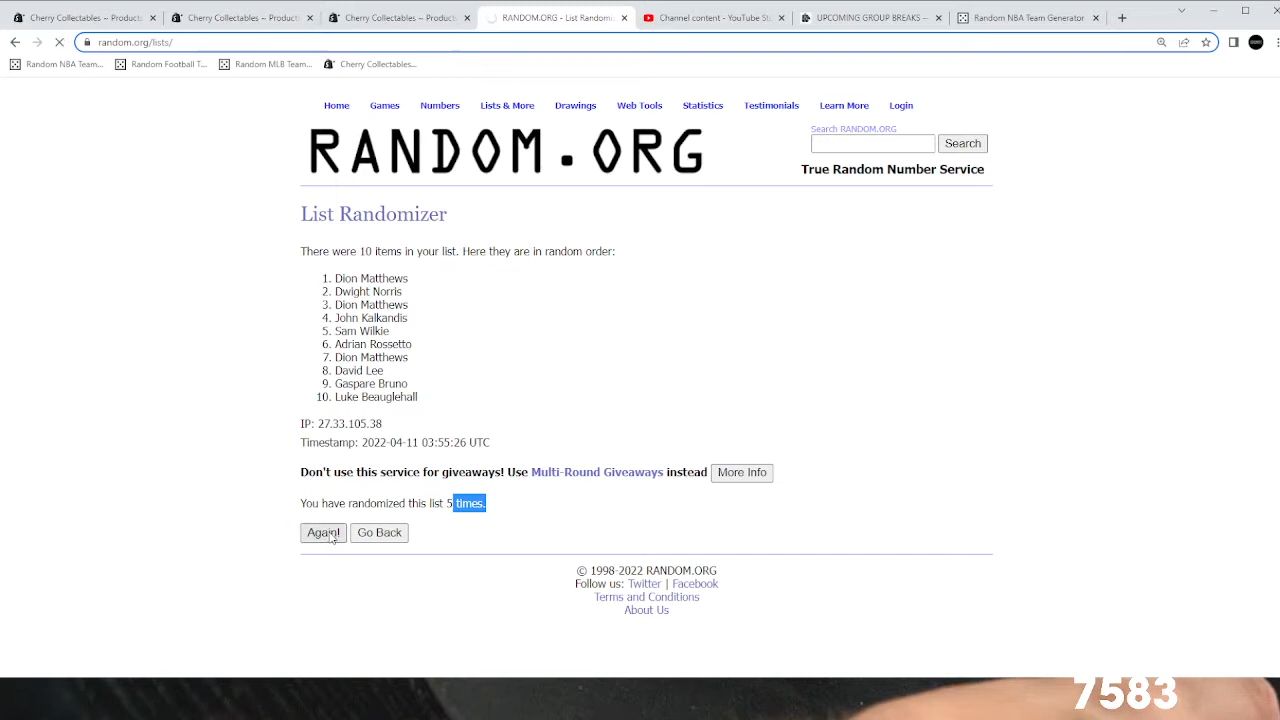 Cherry Collectables ~ Product
Cherry Collectables ~ Product
Cherry Collectables ~ Product
RANDOM.ORG - List Randomi
Channel content - YouTube St
UPCOMING GROUP BREAKS –
Random NBA Team Generator
random.org/lists/
Random NBA Team...
Random Football T...
Random MLB Team...
Cherry Collectables...
Home
Games
Numbers
Lists & More
Drawings
Web Tools
Statistics
Testimonials
Learn More
Login
RANDOM.ORG
Search RANDOM.ORG
Search
True Random Number Service
List Randomizer
There were 10 items in your list. Here they are in random order:
1. Dion Matthews
2. Dwight Norris
3. Dion Matthews
4. John Kalkandis
5. Sam Wilkie
6. Adrian Rossetto
7. Dion Matthews
8. David Lee
9. Gaspare Bruno
10. Luke Beauglehall
IP: 27.33.105.38
Timestamp: 2022-04-11 03:55:26 UTC
Don't use this service for giveaways! Use Multi-Round Giveaways instead More Info
You have randomized this list 5 times.
Again! Go Back
© 1998-2022 RANDOM.ORG
Follow us: Twitter | Facebook
Terms and Conditions
About Us
7583